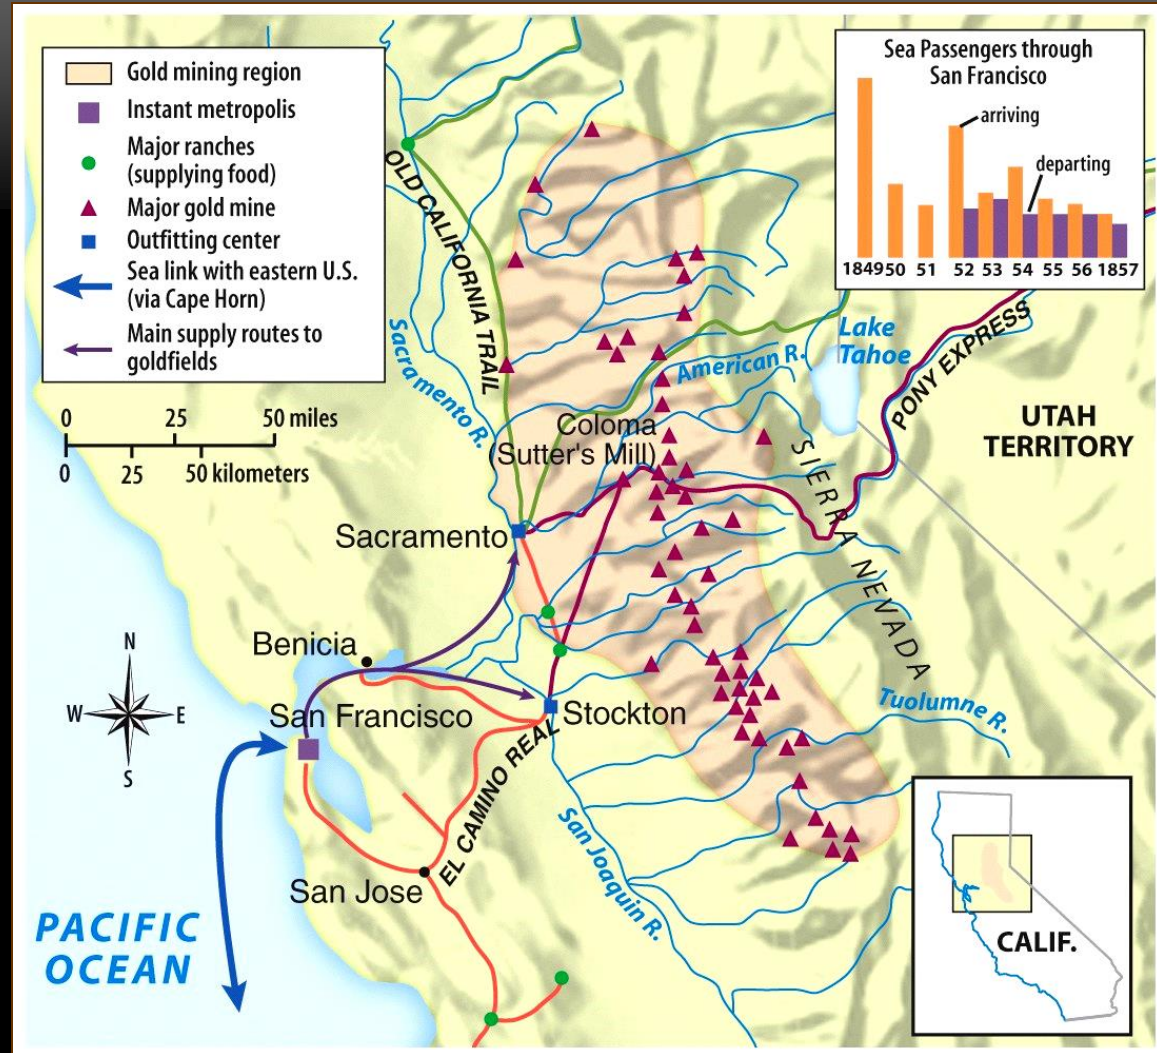 Gold mining region
Instant metropolis
Major ranches
(supplying food)
Major gold mine
Outfitting center
Sea link with eastern U.S.
(via Cape Horn)
Main supply routes to
goldfields
0 25 50 miles
0 25 50 kilometers
Sea Passengers through
San Francisco
arriving
departing
1849 50 51 52 53 54 55 56 1857
OLD CALIFORNIA TRAIL
Sacramento R.
American R.
Lake
Tahoe
PONY EXPRESS
UTAH
TERRITORY
Coloma
(Sutter's Mill)
SIERRA NEVADA
Sacramento
Benicia
San Francisco
Stockton
Tuolumne R.
N
W E
S
EL CAMINO REAL
San Joaquin R.
San Jose
PACIFIC
OCEAN
CALIF.